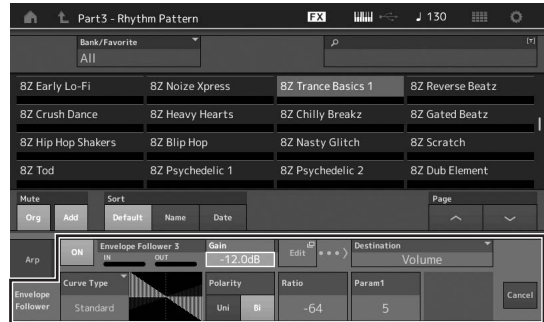 Part3 - Rhythm Pattern FX 130
Bank/Favorite
All
8Z Early Lo-Fi 8Z Noize Xpress 8Z Trance Basics 1 8Z Reverse Beatz
8Z Crush Dance 8Z Heavy Hearts 8Z Chilly Breakz 8Z Gated Beatz
8Z Hip Hop Shakers 8Z Blip Hop 8Z Nasty Glitch 8Z Scratch
8Z Tod 8Z Psychedelic 1 8Z Psychedelic 2 8Z Dub Element
Mute Sort Page
Org Add Default Name Date
Arp ON Envelope Follower 3 Gain Edit Destination
IN OUT -12.0dB Volume
Envelope Follower Curve Type Polarity Ratio Param1 Cancel
Standard Uni Bi -64 5